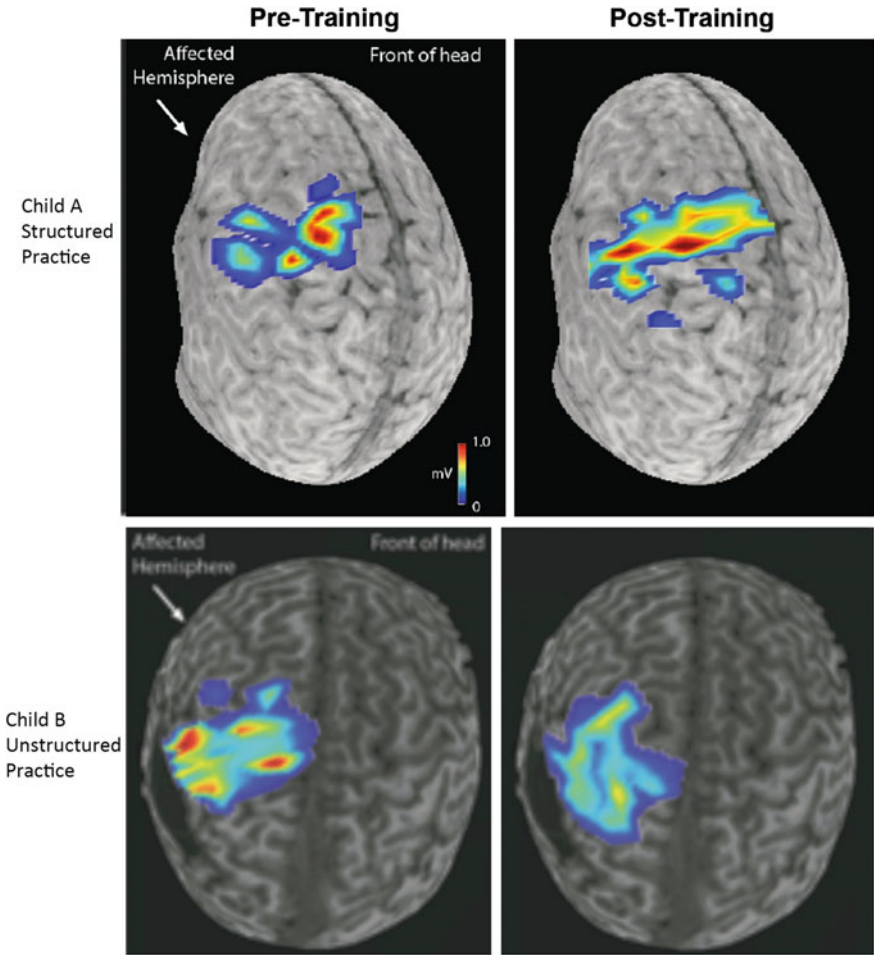 Pre-Training
Post-Training
Affected
Hemisphere
Front of head
Child A
Structured
Practice
1.0
mV
0
Affected
Hemisphere
Front of head
Child B
Unstructured
Practice